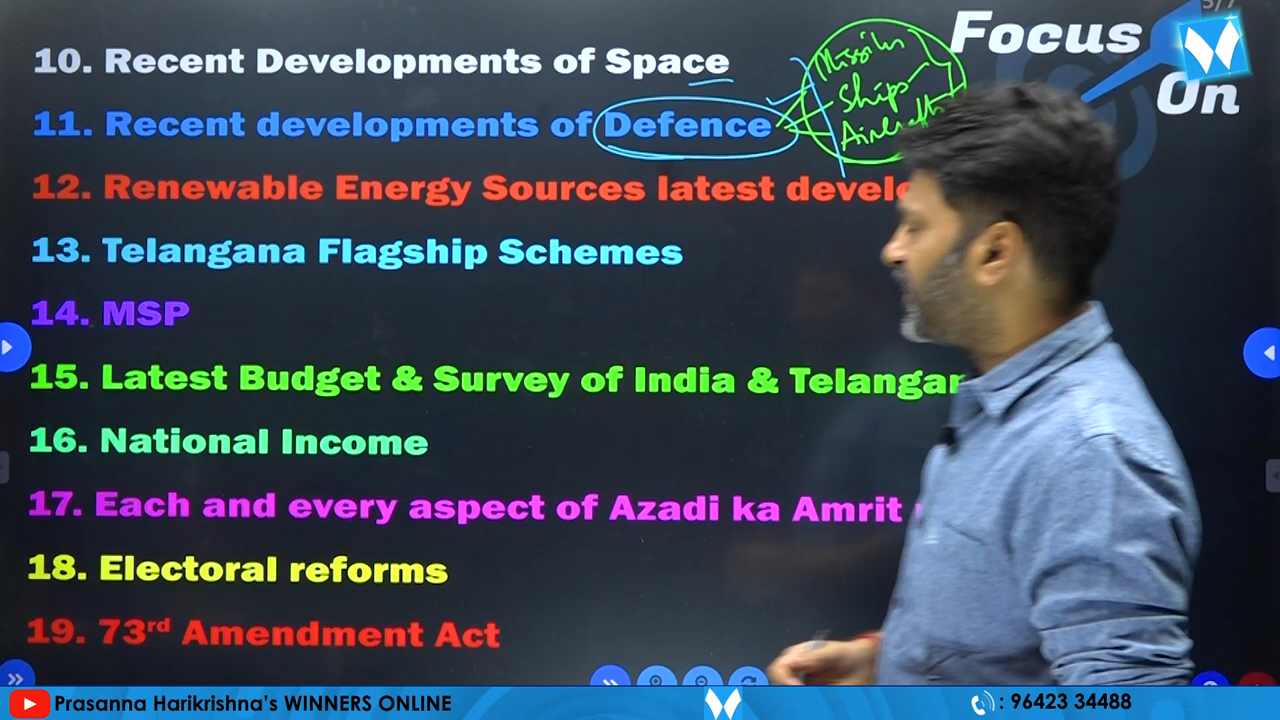 5/7
Focus
On
10. Recent Developments of Space
Missiles
Ships
Aircrafts
11. Recent developments of Defence
12. Renewable Energy Sources latest develo
13. Telangana Flagship Schemes
14. MSP
15. Latest Budget & Survey of India & Telangan
16. National Income
17. Each and every aspect of Azadi ka Amrit
18. Electoral reforms
19. 73rd Amendment Act
Prasanna Harikrishna's WINNERS ONLINE
: 96423 34488